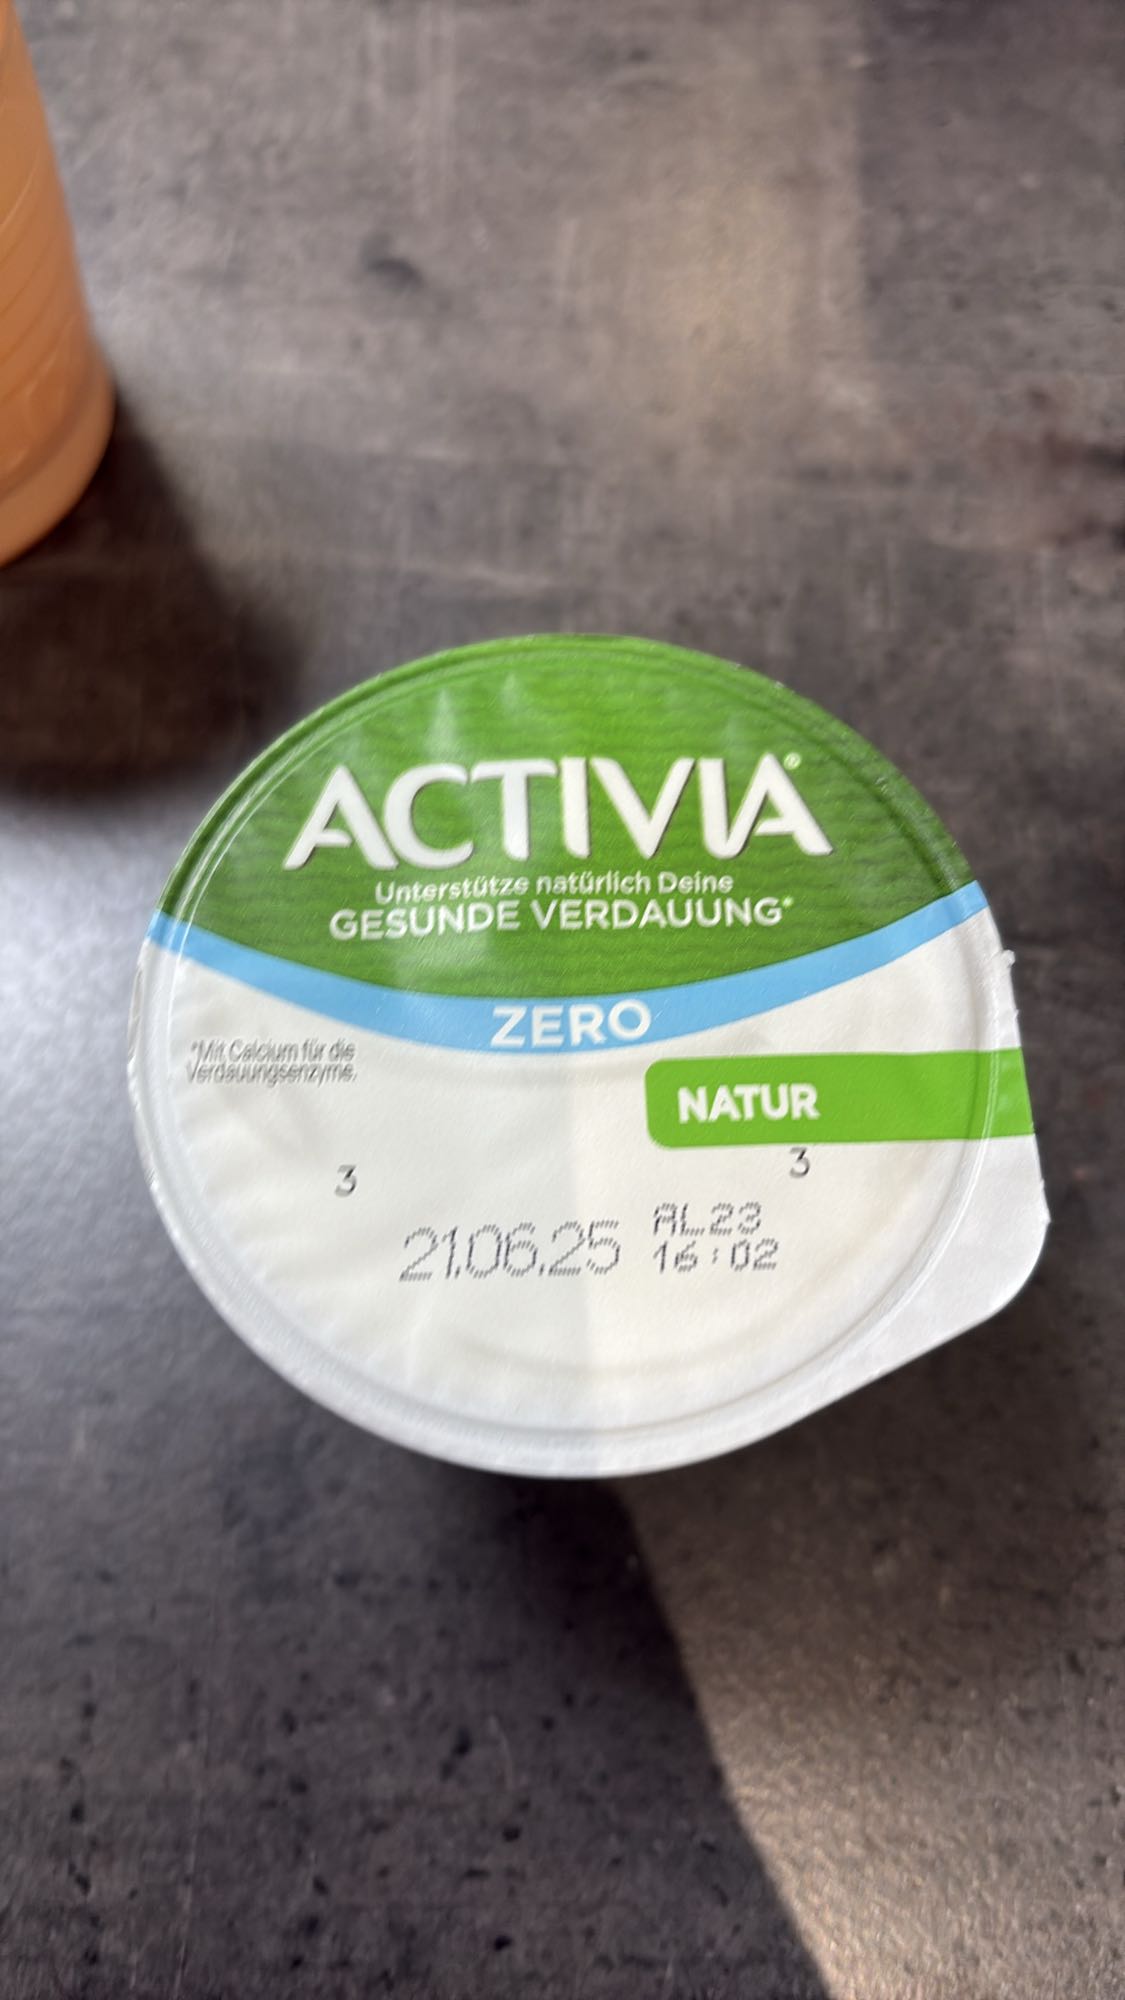 ACTIVIA®
Unterstütze natürlich Deine
GESUNDE VERDAUUNG*
ZERO
*Mit Calcium für die
Verdauungsenzyme.
NATUR
3
3
21.06.25 AL23
16:02